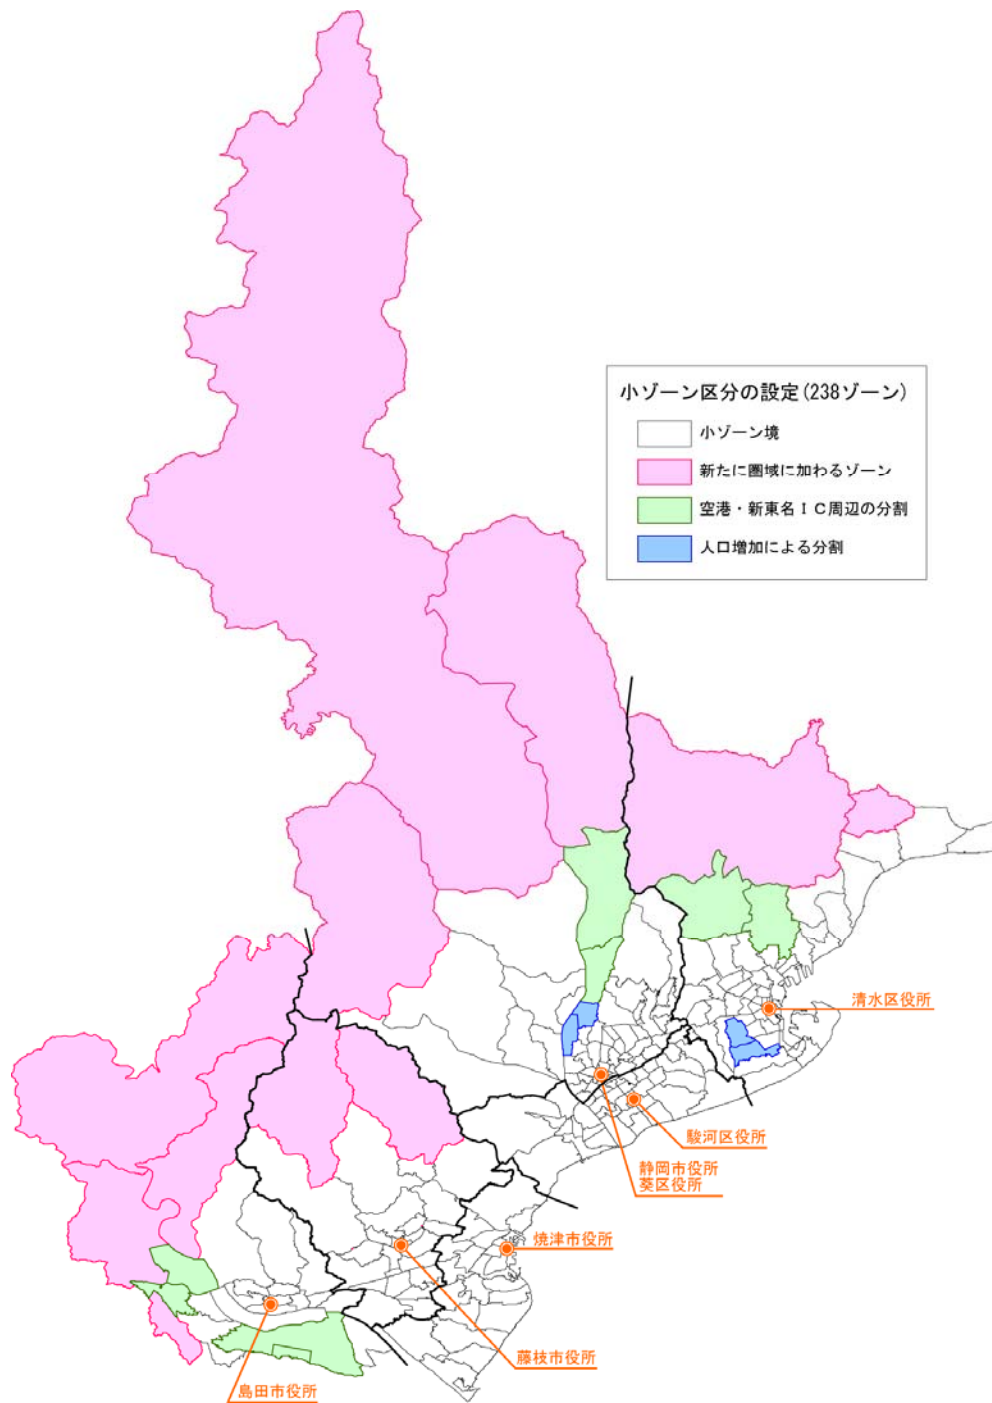 小ゾーン区分の設定(238ゾーン)
小ゾーン境
新たに圏域に加わるゾーン
空港・新東名ＩＣ周辺の分割
人口増加による分割
清水区役所
駿河区役所
静岡市役所
葵区役所
焼津市役所
藤枝市役所
島田市役所